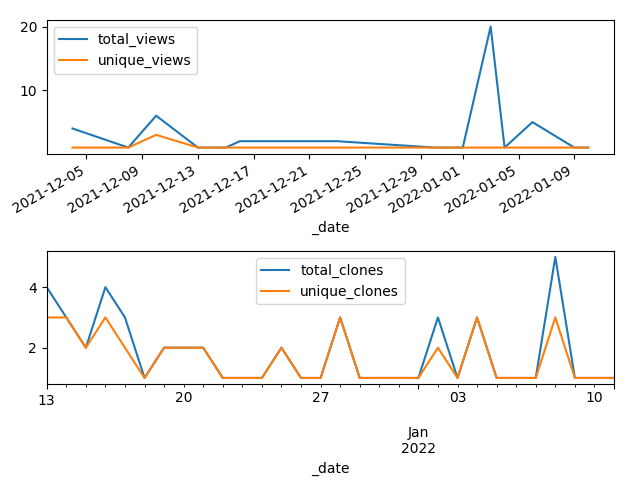 20
10
total_views
unique_views
2021-12-05
2021-12-09
2021-12-13
2021-12-17
2021-12-21
2021-12-25
2021-12-29
2022-01-01
2022-01-05
2022-01-09
_date
4
2
total_clones
unique_clones
13
20
27
03
10
Jan
2022
_date